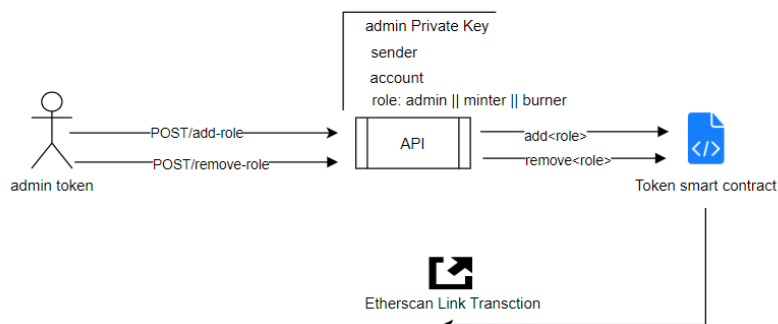 admin Private Key
sender
account
role: admin || minter || burner
POST/add-role
API
add<role>
POST/remove-role
remove<role>
admin token
Token smart contract
Etherscan Link Transction